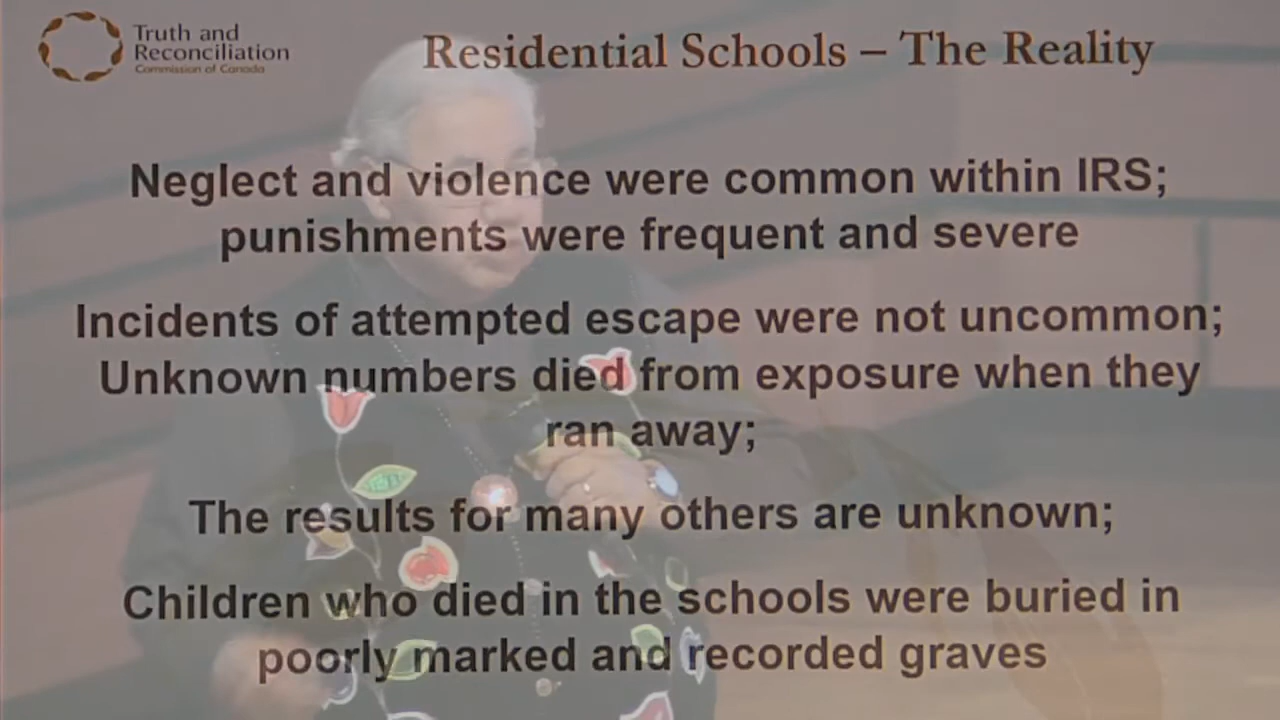 Truth and
Reconciliation
Commission of Canada
Residential Schools – The Reality
Neglect and violence were common within IRS;
punishments were frequent and severe
Incidents of attempted escape were not uncommon;
Unknown numbers died from exposure when they
ran away;
The results for many others are unknown;
Children who died in the schools were buried in
poorly marked and recorded graves